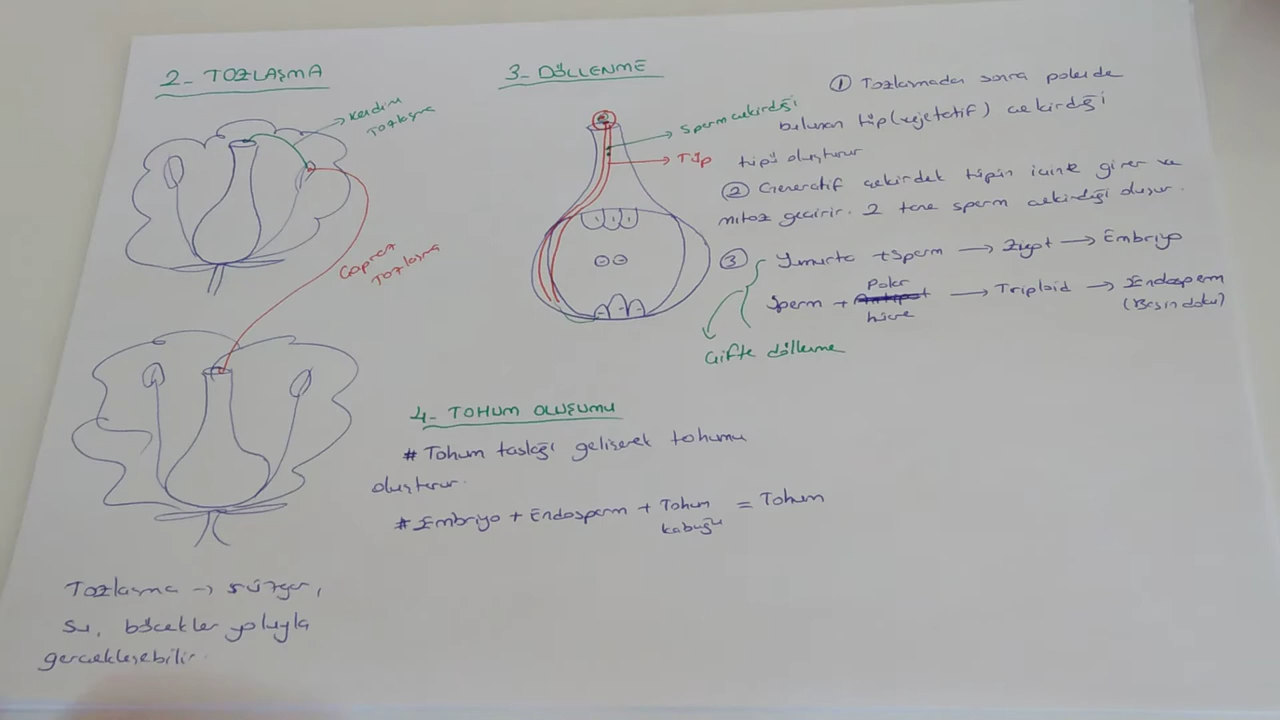 2- TOZLAŞMA
Kendine
Tozlaşma
Çapraz
Tozlaşma
Tozlaşma → rüzgar,
su, böcekler yoluyla
gerçekleşebilir.
3- DÖLLENME
Sperm çekirdeği
Tüp
① Tozlaşmadan sonra polende
bulunan tüp (vejetatif) çekirdeği
tüpü oluşturur
② Generatif çekirdek tüpün içine girer ve
mitoz geçirir. 2 tane sperm çekirdeği oluşur.
③ Yumurta + Sperm → Zigot → Embriyo
Sperm + Polar hücre → Triploid → Endosperm
(Besin doku)
Çifte dölleme
4- TOHUM OLUŞUMU
# Tohum taslağı gelişerek tohumu
oluşturur.
# Embriyo + Endosperm + Tohum kabuğu = Tohum